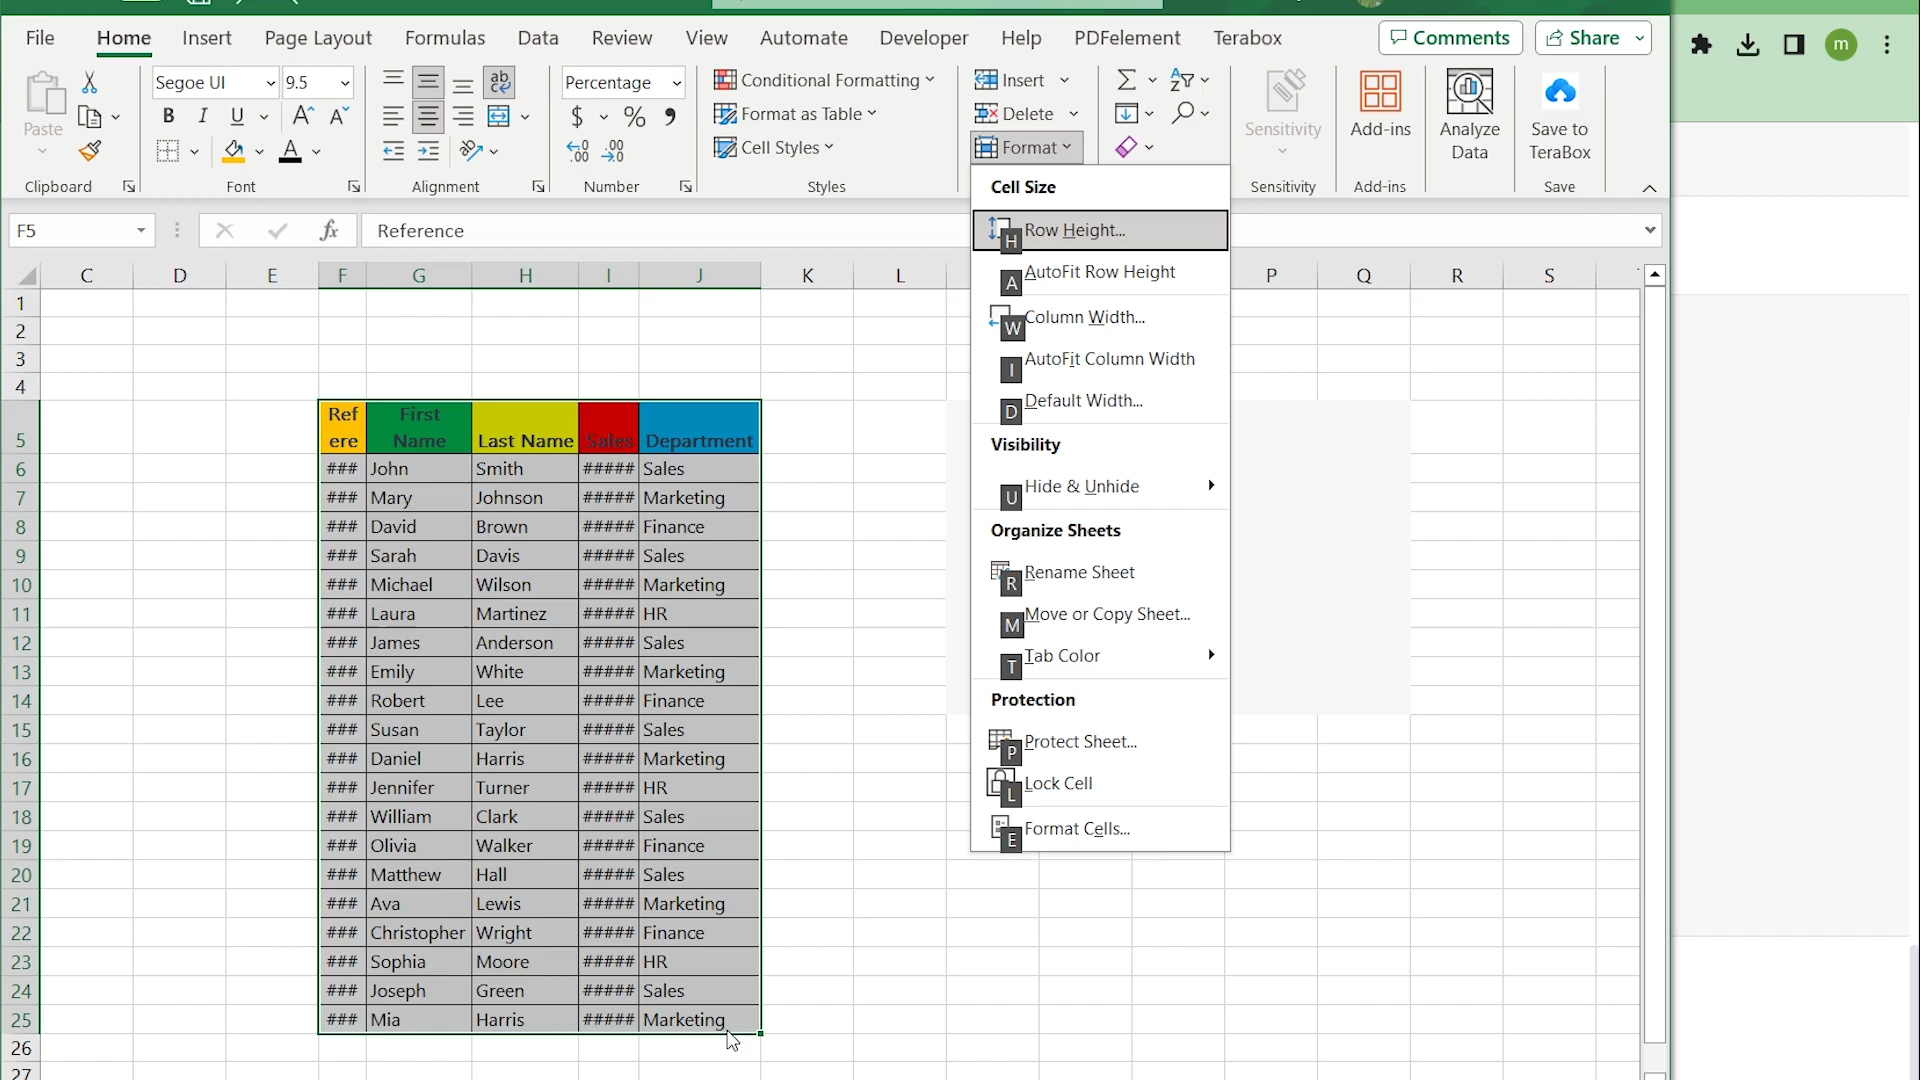 File Home Insert Page Layout Formulas Data Review View Automate Developer Help PDFelement Terabox Comments Share
m
Paste
Segoe UI 9.5
B I U A A
A
ab c
Percentage
$ % 9
.00 .00
Conditional Formatting
Format as Table
Cell Styles
Insert
Delete
Format
Sensitivity
Add-ins
Analyze Data
Save to TeraBox
Clipboard Font Alignment Number Styles Sensitivity Add-ins Save
F5 fx Reference
C D E F G H I J K L P Q R S
1
2
3
4
5 Ref ere First Name Last Name Sales Department
6 ### John Smith ##### Sales
7 ### Mary Johnson ##### Marketing
8 ### David Brown ##### Finance
9 ### Sarah Davis ##### Sales
10 ### Michael Wilson ##### Marketing
11 ### Laura Martinez ##### HR
12 ### James Anderson ##### Sales
13 ### Emily White ##### Marketing
14 ### Robert Lee ##### Finance
15 ### Susan Taylor ##### Sales
16 ### Daniel Harris ##### Marketing
17 ### Jennifer Turner ##### HR
18 ### William Clark ##### Sales
19 ### Olivia Walker ##### Finance
20 ### Matthew Hall ##### Sales
21 ### Ava Lewis ##### Marketing
22 ### Christopher Wright ##### Finance
23 ### Sophia Moore ##### HR
24 ### Joseph Green ##### Sales
25 ### Mia Harris ##### Marketing
26
27
Cell Size
H Row Height...
A AutoFit Row Height
W Column Width...
I AutoFit Column Width
D Default Width...
Visibility
U Hide & Unhide
Organize Sheets
R Rename Sheet
M Move or Copy Sheet...
T Tab Color
Protection
P Protect Sheet...
L Lock Cell
E Format Cells...